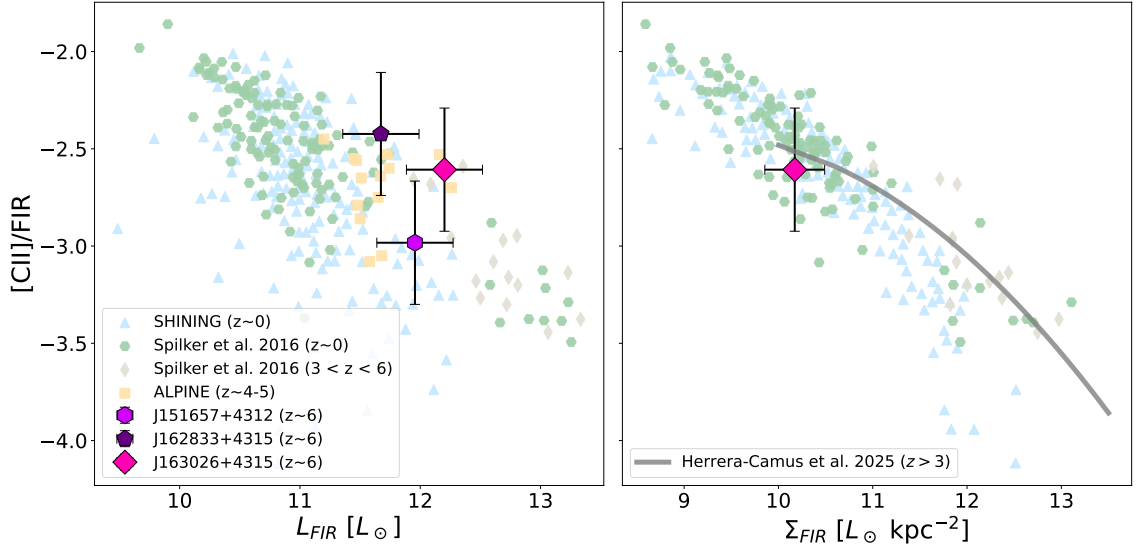 [CII]/FIR
−2.0
−2.5
−3.0
−3.5
−4.0
SHINING (z~0)
Spilker et al. 2016 (z~0)
Spilker et al. 2016 (3 < z < 6)
ALPINE (z~4-5)
J151657+4312 (z~6)
J162833+4315 (z~6)
J163026+4315 (z~6)
10 11 12 13
L_FIR [L_⊙]
Herrera-Camus et al. 2025 (z > 3)
9 10 11 12 13
Σ_FIR [L_⊙ kpc⁻²]